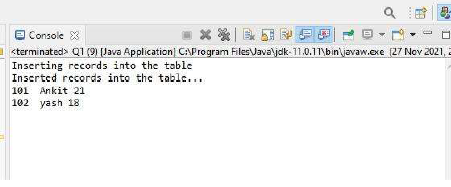 Console
<terminated> Q1 (9) [Java Application] C:\Program Files\Java\jdk-11.0.11\bin\javaw.exe (27 Nov 2021, 2
Inserting records into the table
Inserted records into the table...
101 Ankit 21
102 yash 18